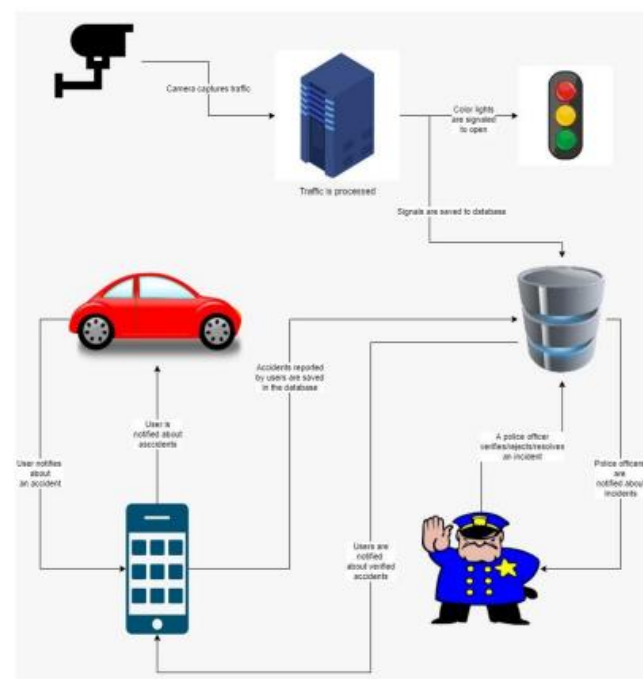 Camera captures traffic
Color lights
are signaled
to open
Traffic is processed
Signals are saved to database
Accidents reported
by users are saved
in the database
User is
notified about
asccidents
User notifies
about
an accident
A police officer
verifies/rejects/resolves
an incident
Police officers
are
notified about
incidents
Users are
notified
about verified
accidents